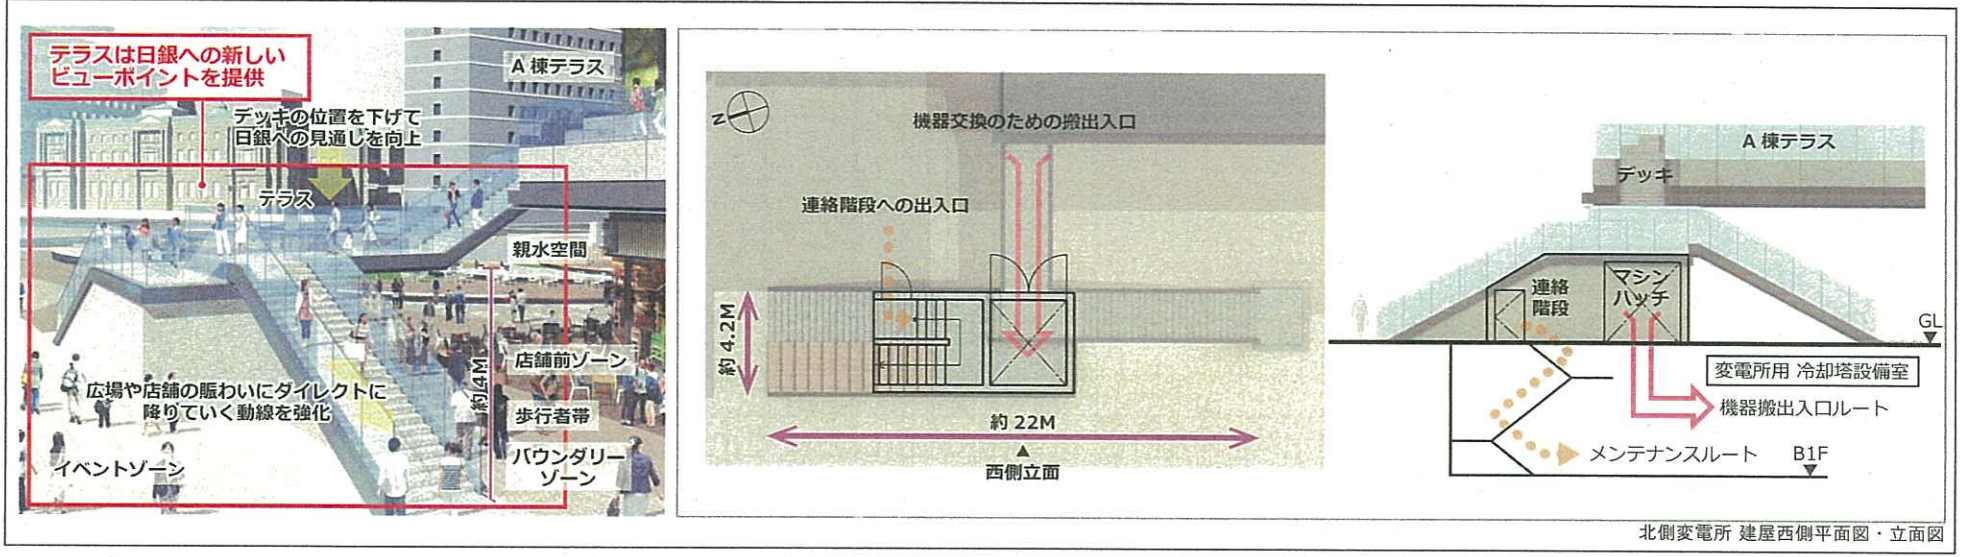 テラスは日銀への新しい
ビューポイントを提供
デッキの位置を下げて
日銀への見通しを向上
A 棟テラス
テラス
親水空間
店舗前ゾーン
約4M
広場や店舗の賑わいにダイレクトに
降りていく動線を強化
歩行者帯
イベントゾーン
バウンダリー
ゾーン
N
機器交換のための搬出入口
連絡階段への出入口
約 4.2M
約 22M
▲
西側立面
A 棟テラス
デッキ
連絡
階段
マシン
ハッチ
GL
変電所用 冷却塔設備室
機器搬出入口ルート
メンテナンスルート
B1F
北側変電所 建屋西側平面図・立面図